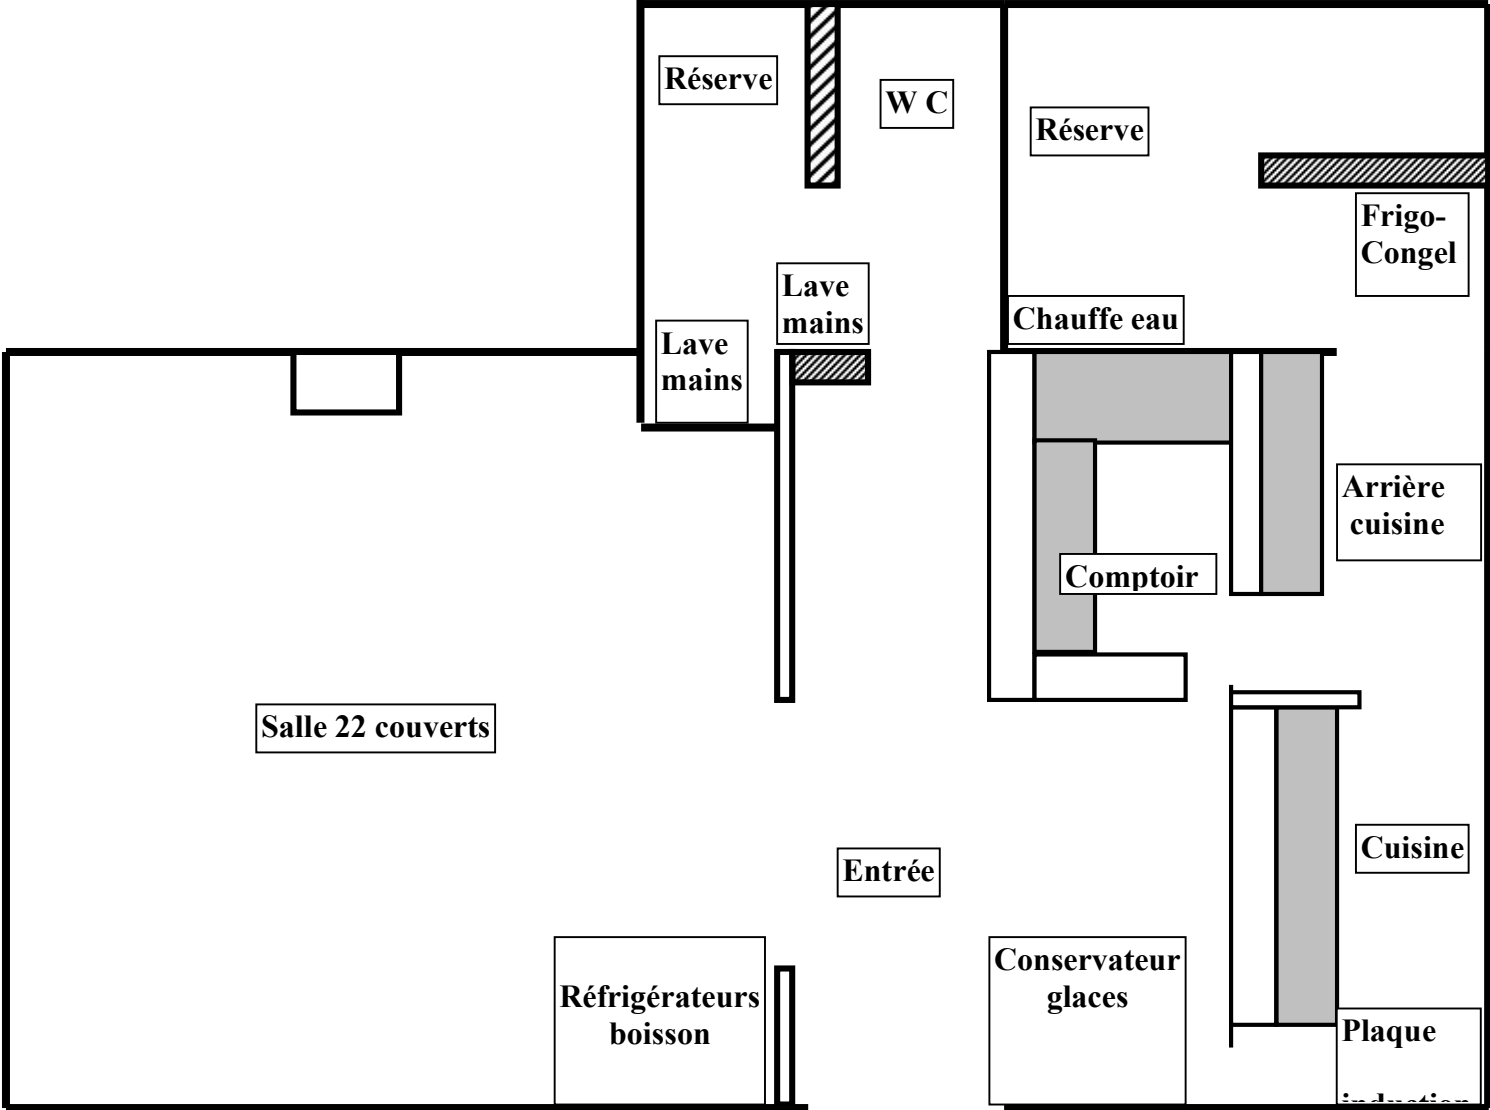 Réserve
W C
Réserve
Frigo-
Congel
Lave
mains
Chauffe eau
Lave
mains
Arrière
cuisine
Comptoir
Salle 22 couverts
Cuisine
Entrée
Réfrigérateurs
boisson
Conservateur
glaces
Plaque
induction